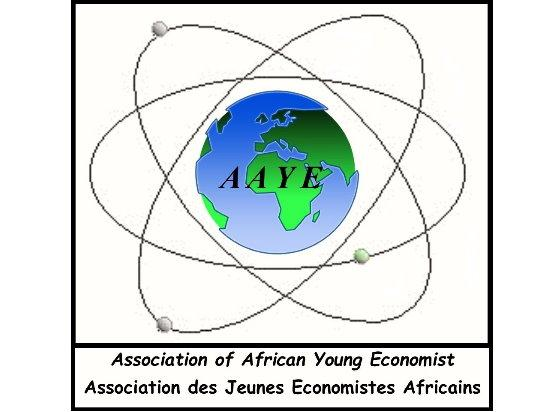 A A Y E
Association of African Young Economist
Association des Jeunes Economistes Africains